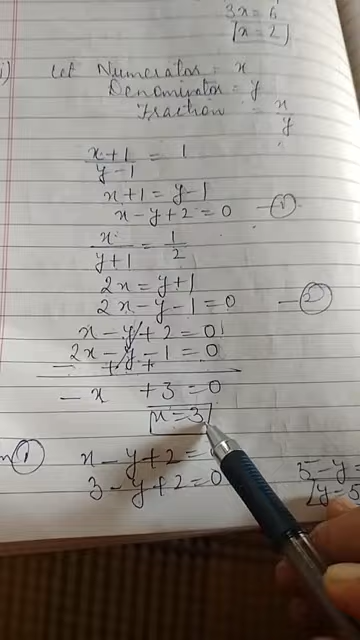 3x = 6
x = 2
i) Let Numerator = x
Denominator = y
Fraction = x/y
x+1/y-1 = 1
x+1 = y-1
x-y+2=0 - ①
x/y+1 = 1/2
2x = y+1
2x-y-1=0 - ②
x-y+2=0
2x-y-1=0
- + +
-x +3=0
x=3
n ① x-y+2=
3-y+2=0
5-y=
y=5